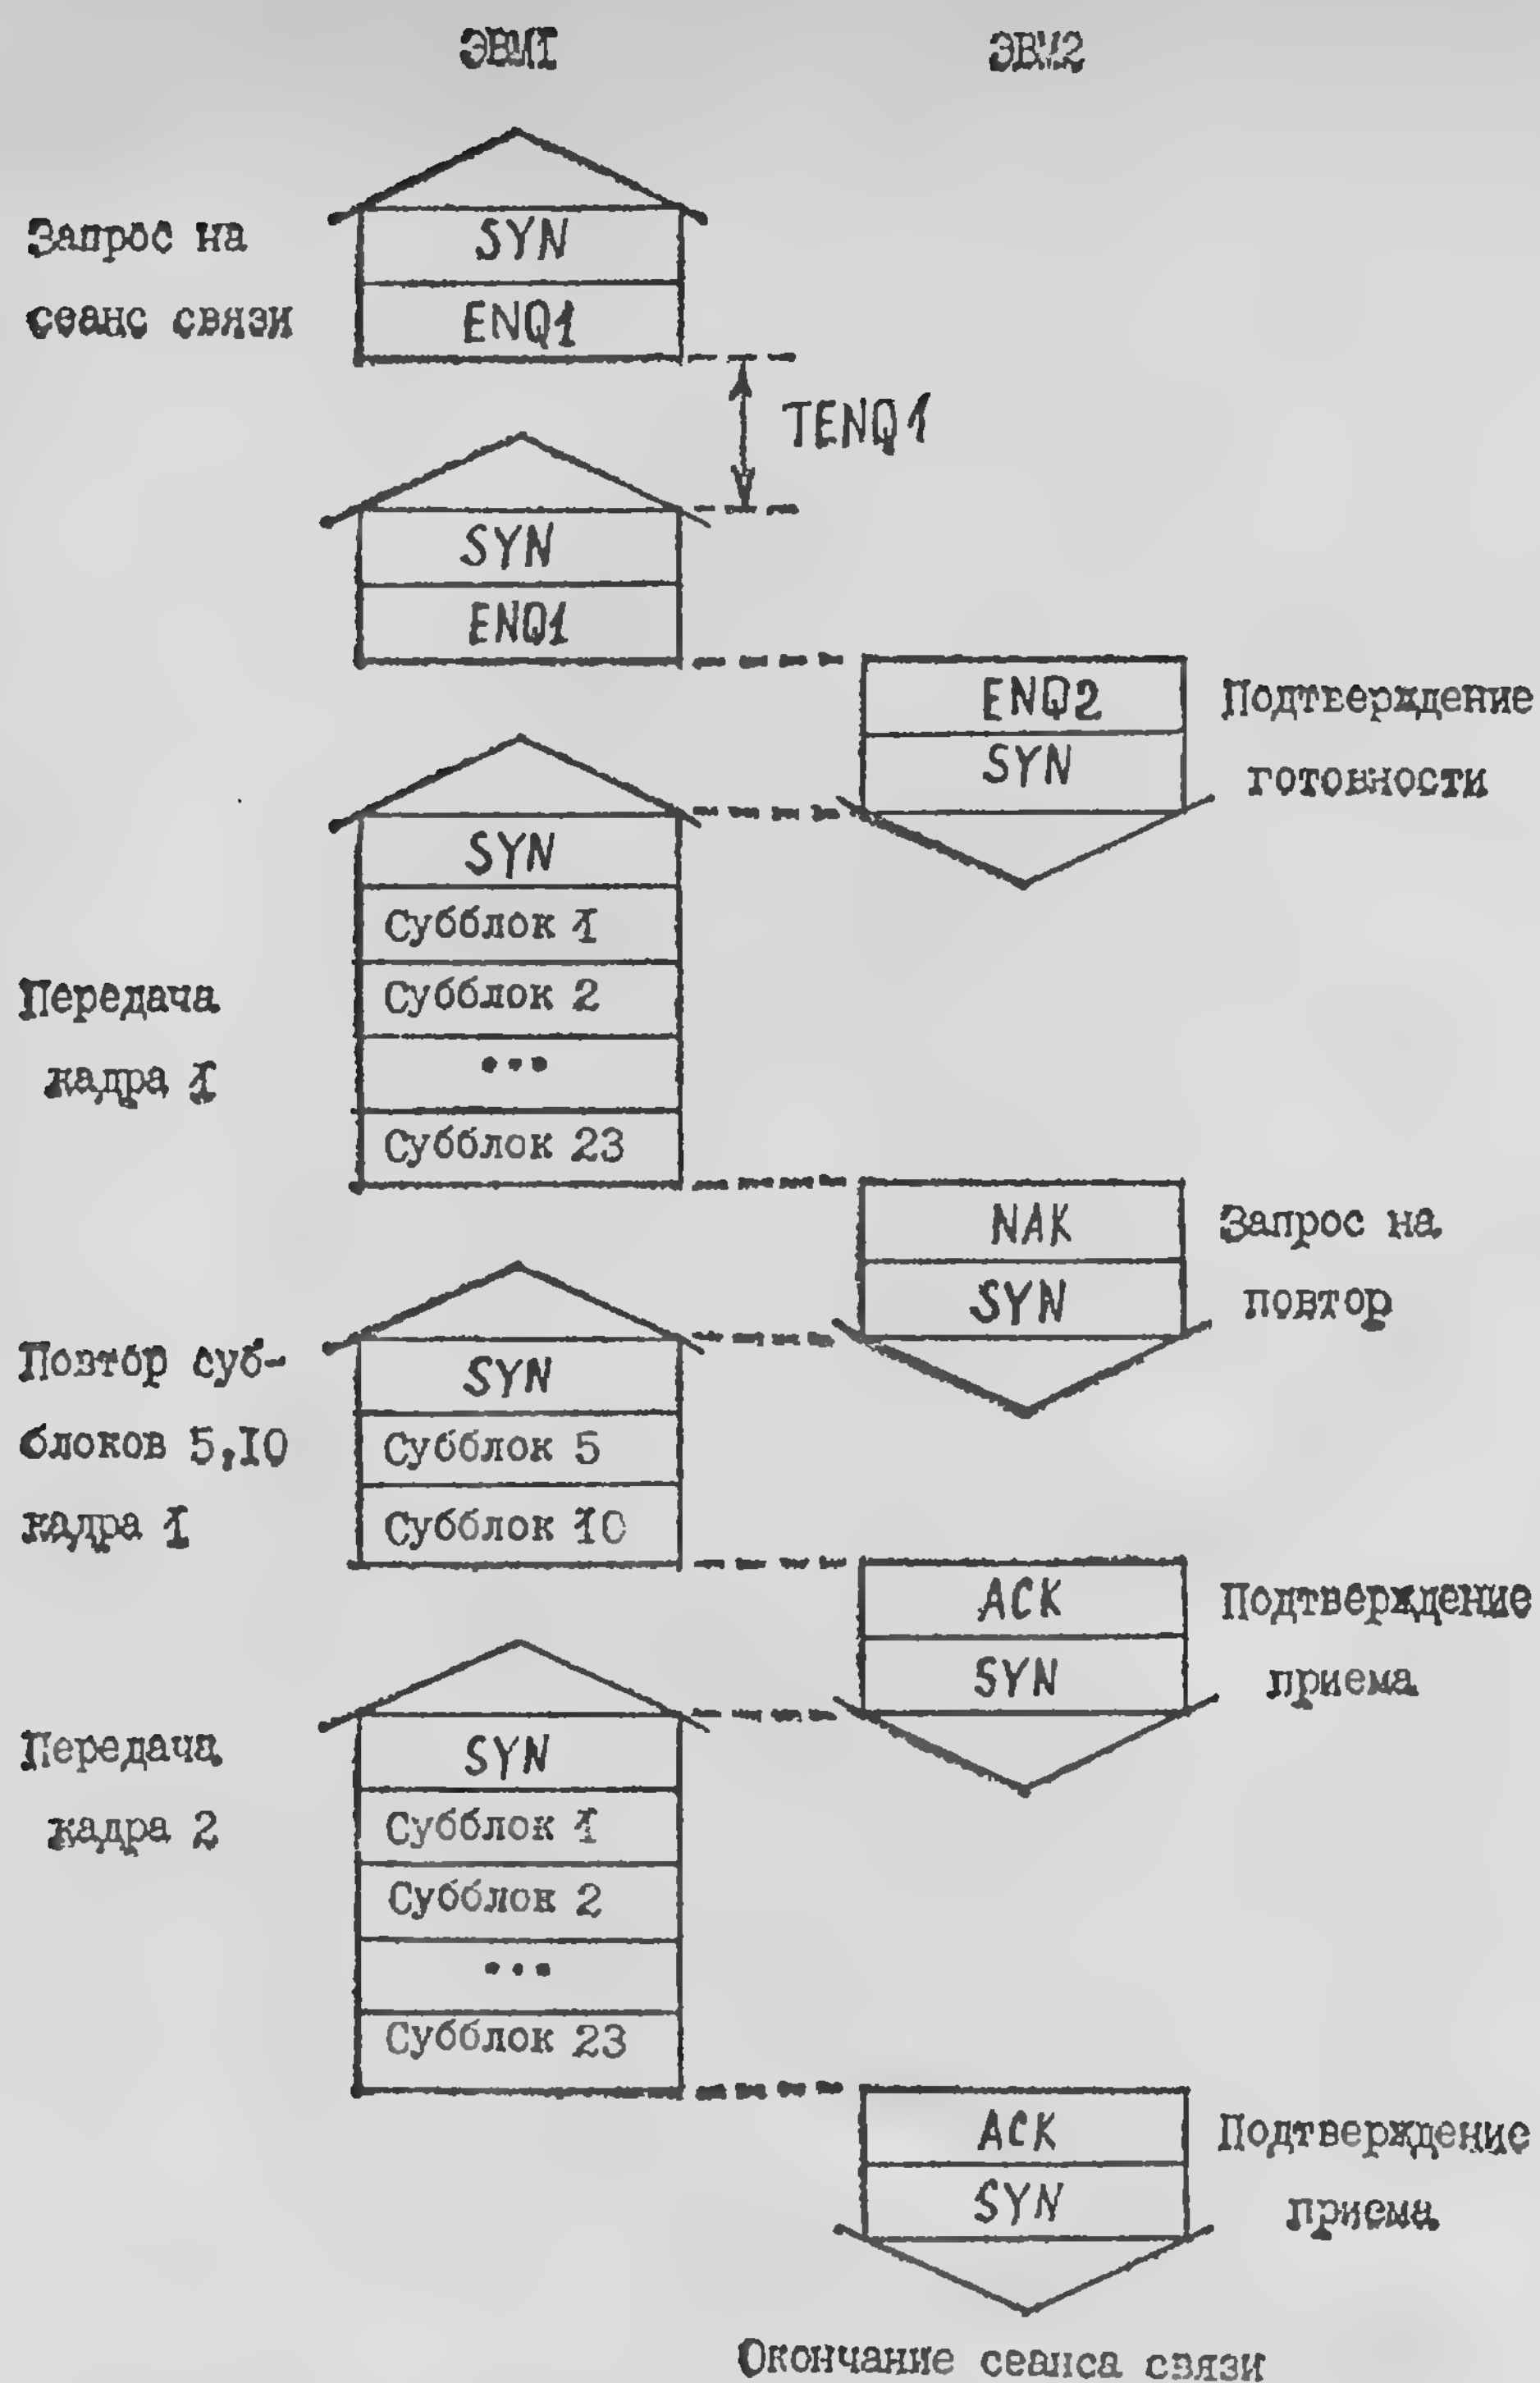 ЭВМ1 ЭВМ2
SYN
Запрос на
ENQ1
сеанс связи
TENQ1
SYN
ENQ1
ENQ2
Подтверждение
SYN
готовности
SYN
Субблок 1
Субблок 2
Передача
...
кадра 1
Субблок 23
NAK
Запрос на
SYN
повтор
Повтор суб-
SYN
блоков 5,10
Субблок 5
кадра 1
Субблок 10
ACK
Подтверждение
SYN
приема
Передача
SYN
кадра 2
Субблок 1
Субблок 2
...
Субблок 23
ACK
Подтверждение
SYN
приема
Окончание сеанса связи